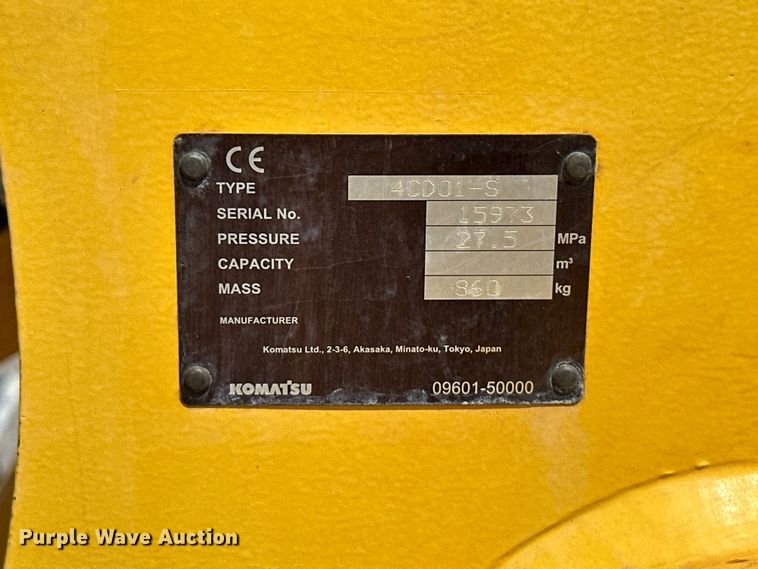 CE
TYPE 4CD01-S
SERIAL No. 15973
PRESSURE 27.5 MPa
CAPACITY m³
MASS 860 kg
MANUFACTURER
Komatsu Ltd., 2-3-6, Akasaka, Minato-ku, Tokyo, Japan
KOMATSU 09601-50000
Purple Wave Auction